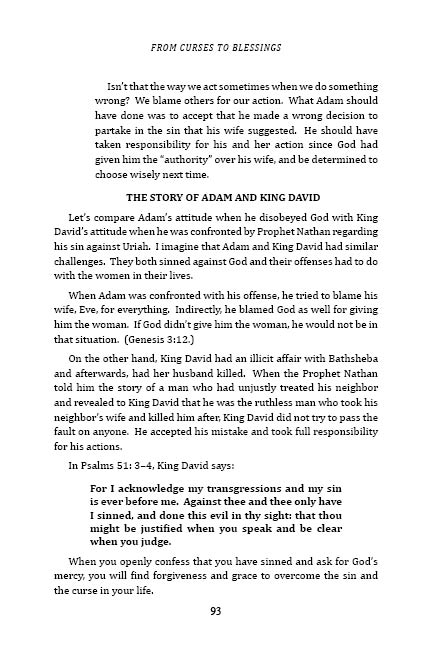 FROM CURSES TO BLESSINGS
Isn't that the way we act sometimes when we do something
wrong? We blame others for our action. What Adam should
have done was to accept that he made a wrong decision to
partake in the sin that his wife suggested. He should have
taken responsibility for his and her action since God had
given him the “authority” over his wife, and be determined to
choose wisely next time.
THE STORY OF ADAM AND KING DAVID
Let's compare Adam's attitude when he disobeyed God with King
David's attitude when he was confronted by Prophet Nathan regarding
his sin against Uriah. I imagine that Adam and King David had similar
challenges. They both sinned against God and their offenses had to do
with the women in their lives.
When Adam was confronted with his offense, he tried to blame his
wife, Eve, for everything. Indirectly, he blamed God as well for giving
him the woman. If God didn't give him the woman, he would not be in
that situation. (Genesis 3:12.)
On the other hand, King David had an illicit affair with Bathsheba
and afterwards, had her husband killed. When the Prophet Nathan
told him the story of a man who had unjustly treated his neighbor
and revealed to King David that he was the ruthless man who took his
neighbor's wife and killed him after, King David did not try to pass the
fault on anyone. He accepted his mistake and took full responsibility
for his actions.
In Psalms 51: 3–4, King David says:
For I acknowledge my transgressions and my sin
is ever before me. Against thee and thee only have
I sinned, and done this evil in thy sight: that thou
might be justified when you speak and be clear
when you judge.
When you openly confess that you have sinned and ask for God's
mercy, you will find forgiveness and grace to overcome the sin and
the curse in your life.
93